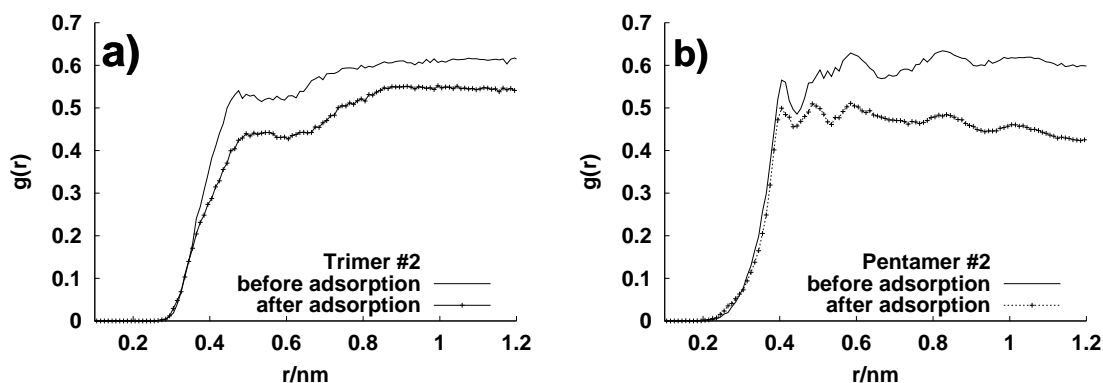 a)
g(r)
0.7
0.6
0.5
0.4
0.3
0.2
0.1
0
0.2 0.4 0.6 0.8 1 1.2
r/nm
Trimer #2
before adsorption
after adsorption
b)
g(r)
0.7
0.6
0.5
0.4
0.3
0.2
0.1
0
0.2 0.4 0.6 0.8 1 1.2
r/nm
Pentamer #2
before adsorption
after adsorption